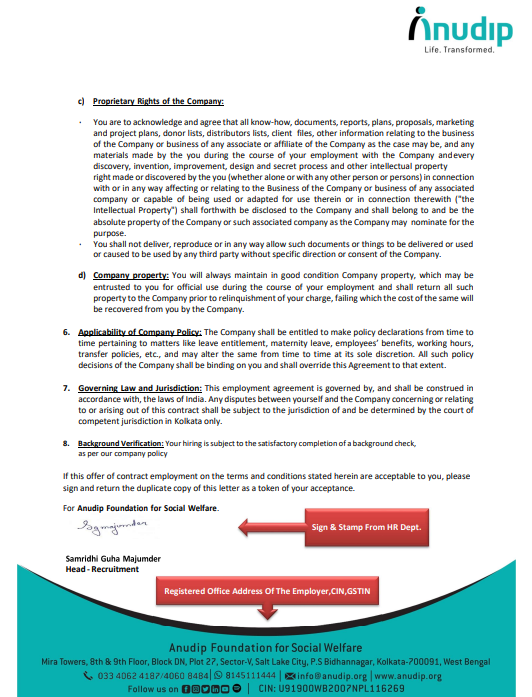 Anudip
Life. Transformed.
c) Proprietary Rights of the Company:
· You are to acknowledge and agree that all know-how, documents, reports, plans, proposals, marketing
and project plans, donor lists, distributors lists, client files, other information relating to the business
of the Company or business of any associate or affiliate of the Company as the case may be, and any
materials made by the you during the course of your employment with the Company andevery
discovery, invention, improvement, design and secret process and other intellectual property
right made or discovered by the you (whether alone or with any other person or persons) in connection
with or in any way affecting or relating to the Business of the Company or business of any associated
company or capable of being used or adapted for use therein or in connection therewith ("the
Intellectual Property") shall forthwith be disclosed to the Company and shall belong to and be the
absolute property of the Company or such associated company as the Company may nominate for the
purpose.
· You shall not deliver, reproduce or in any way allow such documents or things to be delivered or used
or caused to be used by any third party without specific direction or consent of the Company.
d) Company property: You will always maintain in good condition Company property, which may be
entrusted to you for official use during the course of your employment and shall return all such
property to the Company prior to relinquishment of your charge, failing which the cost of the same will
be recovered from you by the Company.
6. Applicability of Company Policy: The Company shall be entitled to make policy declarations from time to
time pertaining to matters like leave entitlement, maternity leave, employees' benefits, working hours,
transfer policies, etc., and may alter the same from time to time at its sole discretion. All such policy
decisions of the Company shall be binding on you and shall override this Agreement to that extent.
7. Governing Law and Jurisdiction: This employment agreement is governed by, and shall be construed in
accordance with, the laws of India. Any disputes between yourself and the Company concerning or relating
to or arising out of this contract shall be subject to the jurisdiction of and be determined by the court of
competent jurisdiction in Kolkata only.
8. Background Verification: Your hiring is subject to the satisfactory completion of a background check,
as per our company policy
If this offer of contract employment on the terms and conditions stated herein are acceptable to you, please
sign and return the duplicate copy of this letter as a token of your acceptance.
For Anudip Foundation for Social Welfare.
Sgmajumder
Sign & Stamp From HR Dept.
Samridhi Guha Majumder
Head - Recruitment
Registered Office Address Of The Employer,CIN,GSTIN
Anudip Foundation for Social Welfare
Mira Towers, 8th & 9th Floor, Block DN, Plot 27, Sector-V, Salt Lake City, P.S Bidhannagar, Kolkata-700091, West Bengal
033 4062 4187/4060 8484 | 8145111444 | info@anudip.org | www.anudip.org
Follow us on | CIN: U91900WB2007NPL116269